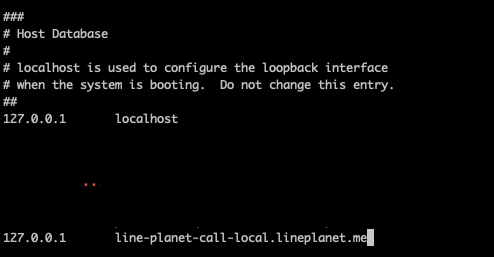 ###
# Host Database
#
# localhost is used to configure the loopback interface
# when the system is booting.  Do not change this entry.
##
127.0.0.1       localhost
..
127.0.0.1       line-planet-call-local.lineplanet.me